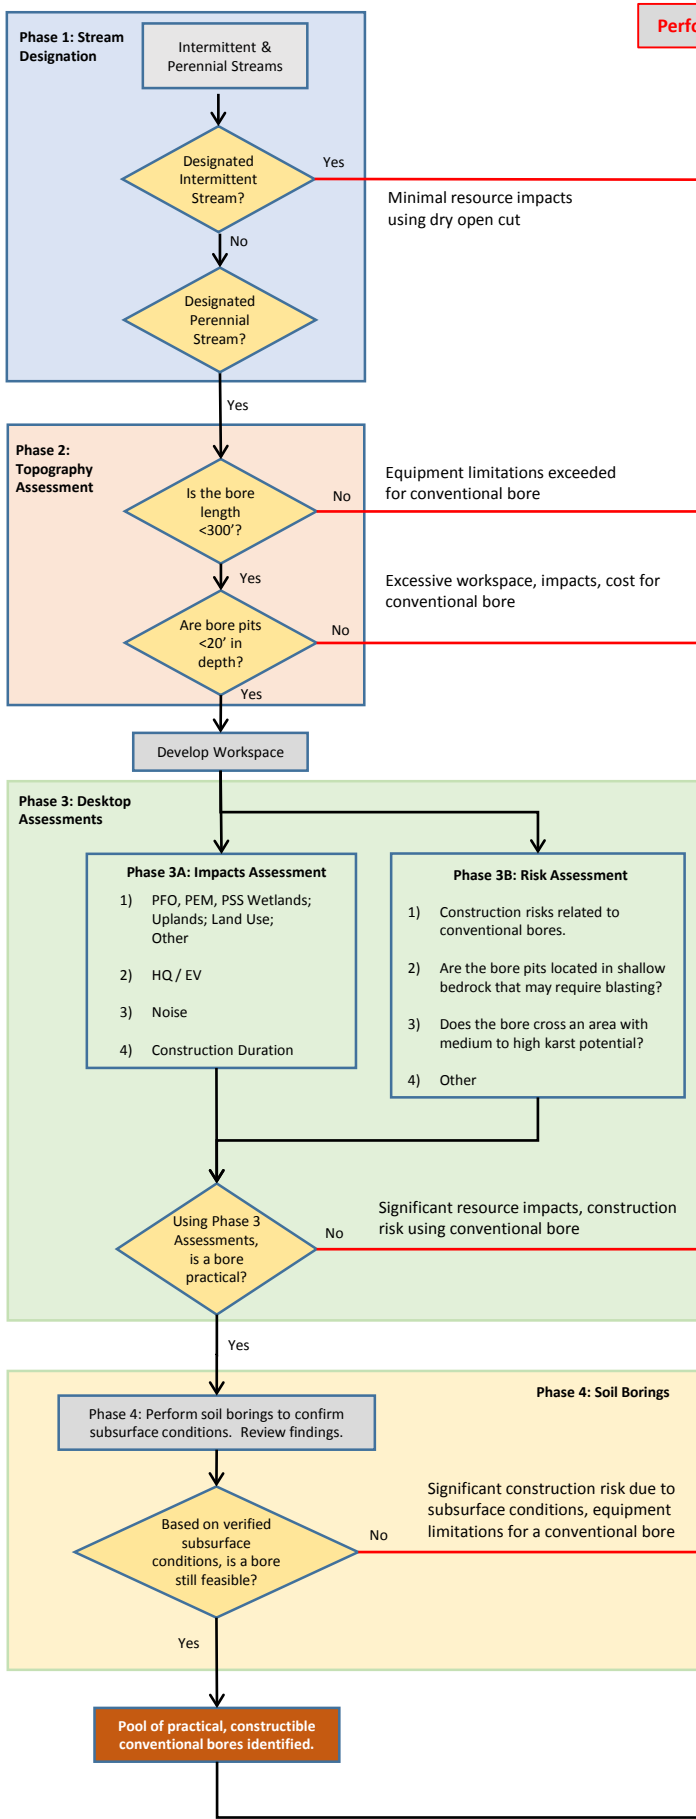 Phase 1: Stream
Designation
Intermittent &
Perennial Streams
Designated
Intermittent
Stream?
Yes
Minimal resource impacts
using dry open cut
No
Designated
Perennial
Stream?
Yes
Phase 2:
Topography
Assessment
Is the bore
length
<300'?
No
Equipment limitations exceeded
for conventional bore
Yes
Are bore pits
<20' in
depth?
No
Excessive workspace, impacts, cost for
conventional bore
Yes
Develop Workspace
Phase 3: Desktop
Assessments
Phase 3A: Impacts Assessment
1) PFO, PEM, PSS Wetlands;
Uplands; Land Use;
Other
2) HQ / EV
3) Noise
4) Construction Duration
Phase 3B: Risk Assessment
1) Construction risks related to
conventional bores.
2) Are the bore pits located in shallow
bedrock that may require blasting?
3) Does the bore cross an area with
medium to high karst potential?
4) Other
Using Phase 3
Assessments,
is a bore
practical?
No
Significant resource impacts, construction
risk using conventional bore
Yes
Phase 4: Soil Borings
Phase 4: Perform soil borings to confirm
subsurface conditions. Review findings.
Based on verified
subsurface
conditions, is a bore
still feasible?
No
Significant construction risk due to
subsurface conditions, equipment
limitations for a conventional bore
Yes
Pool of practical, constructible
conventional bores identified.